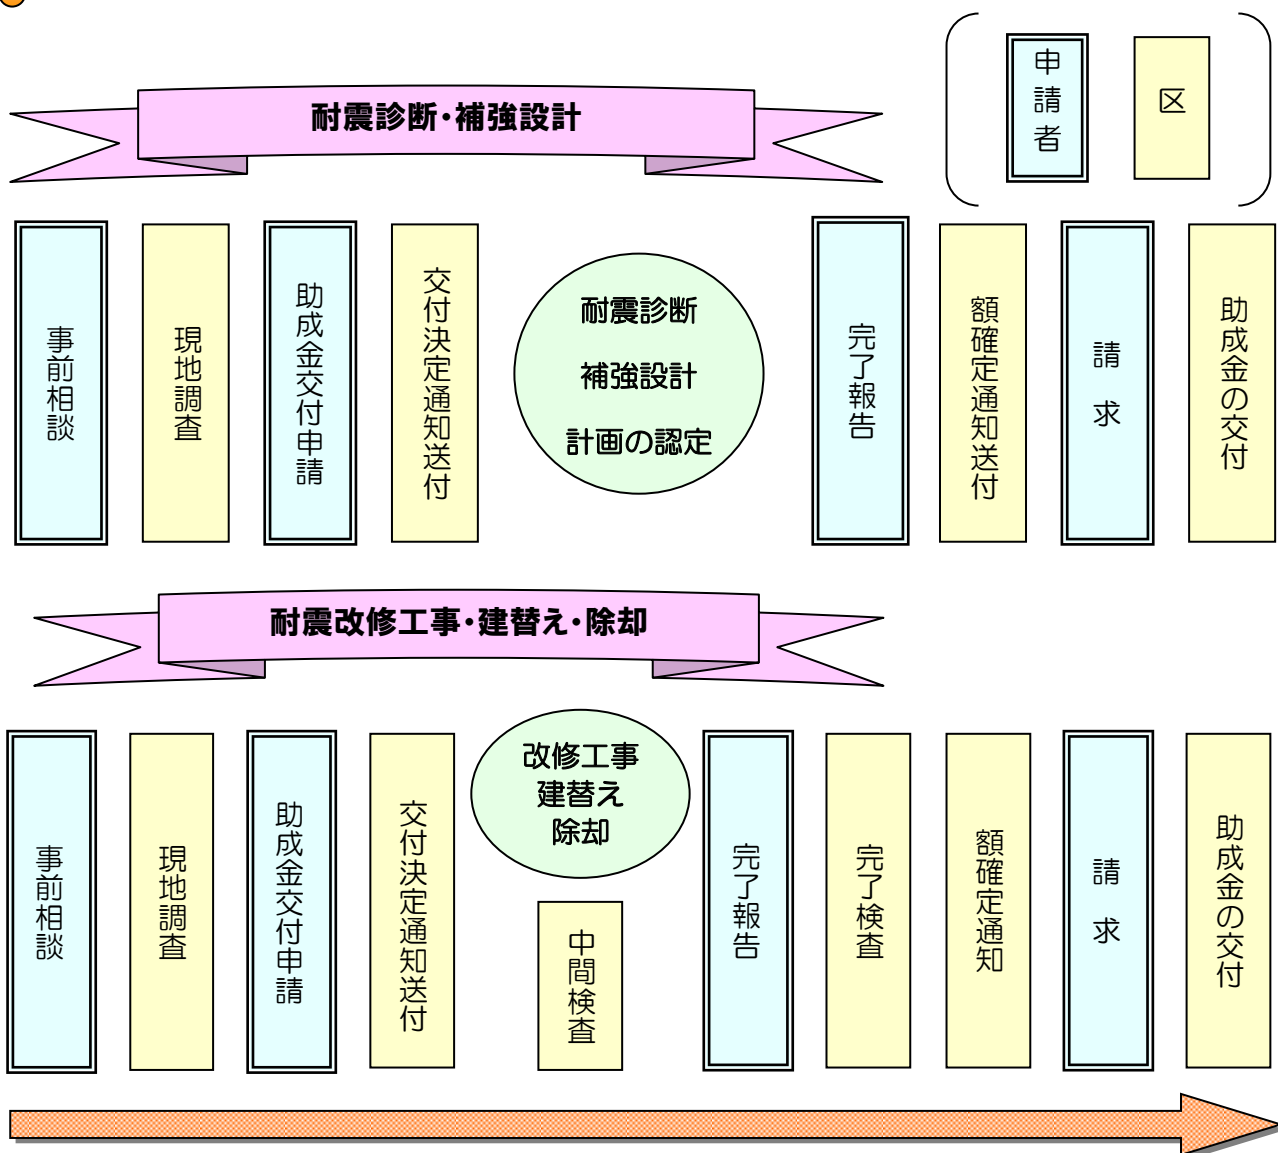 申請者
区
耐震診断・補強設計
事前相談
現地調査
助成金交付申請
交付決定通知送付
耐震診断
補強設計
計画の認定
完了報告
額確定通知送付
請求
助成金の交付
耐震改修工事・建替え・除却
事前相談
現地調査
助成金交付申請
交付決定通知送付
改修工事
建替え
除却
中間検査
完了報告
完了検査
額確定通知
請求
助成金の交付